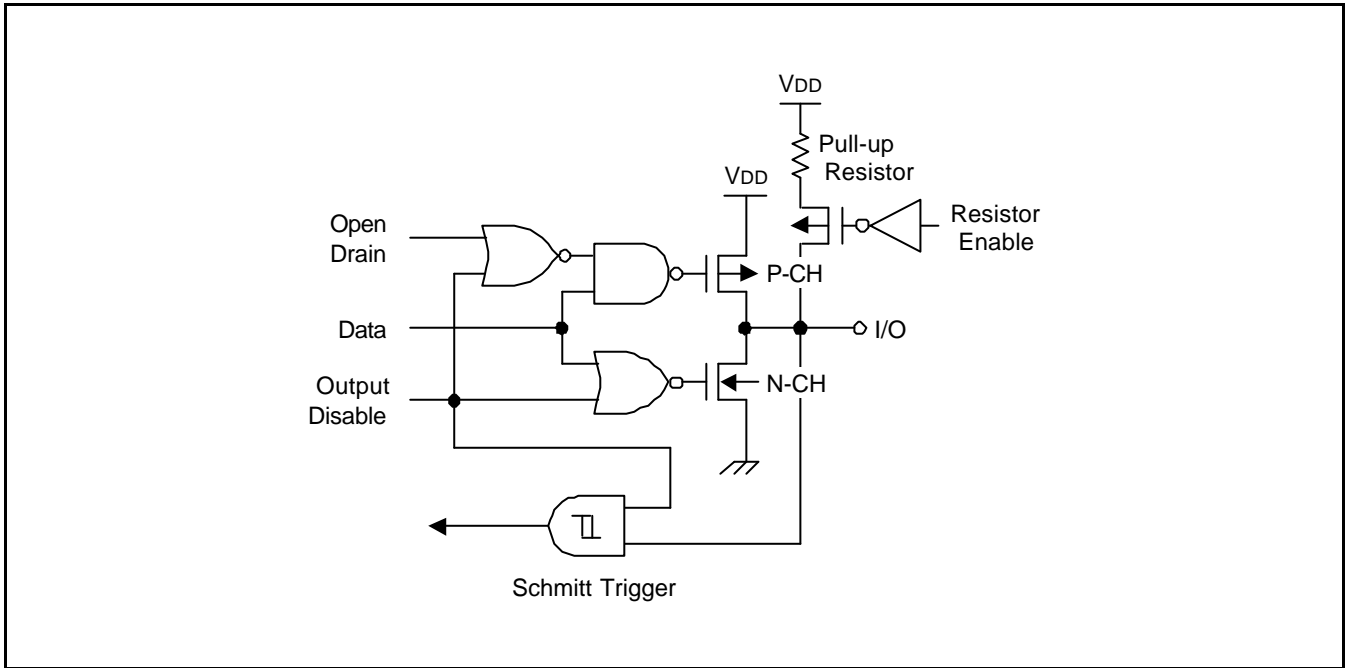 VDD
Pull-up
Resistor
VDD
Resistor
Enable
Open
Drain
P-CH
Data
I/O
Output
Disable
N-CH
Schmitt Trigger